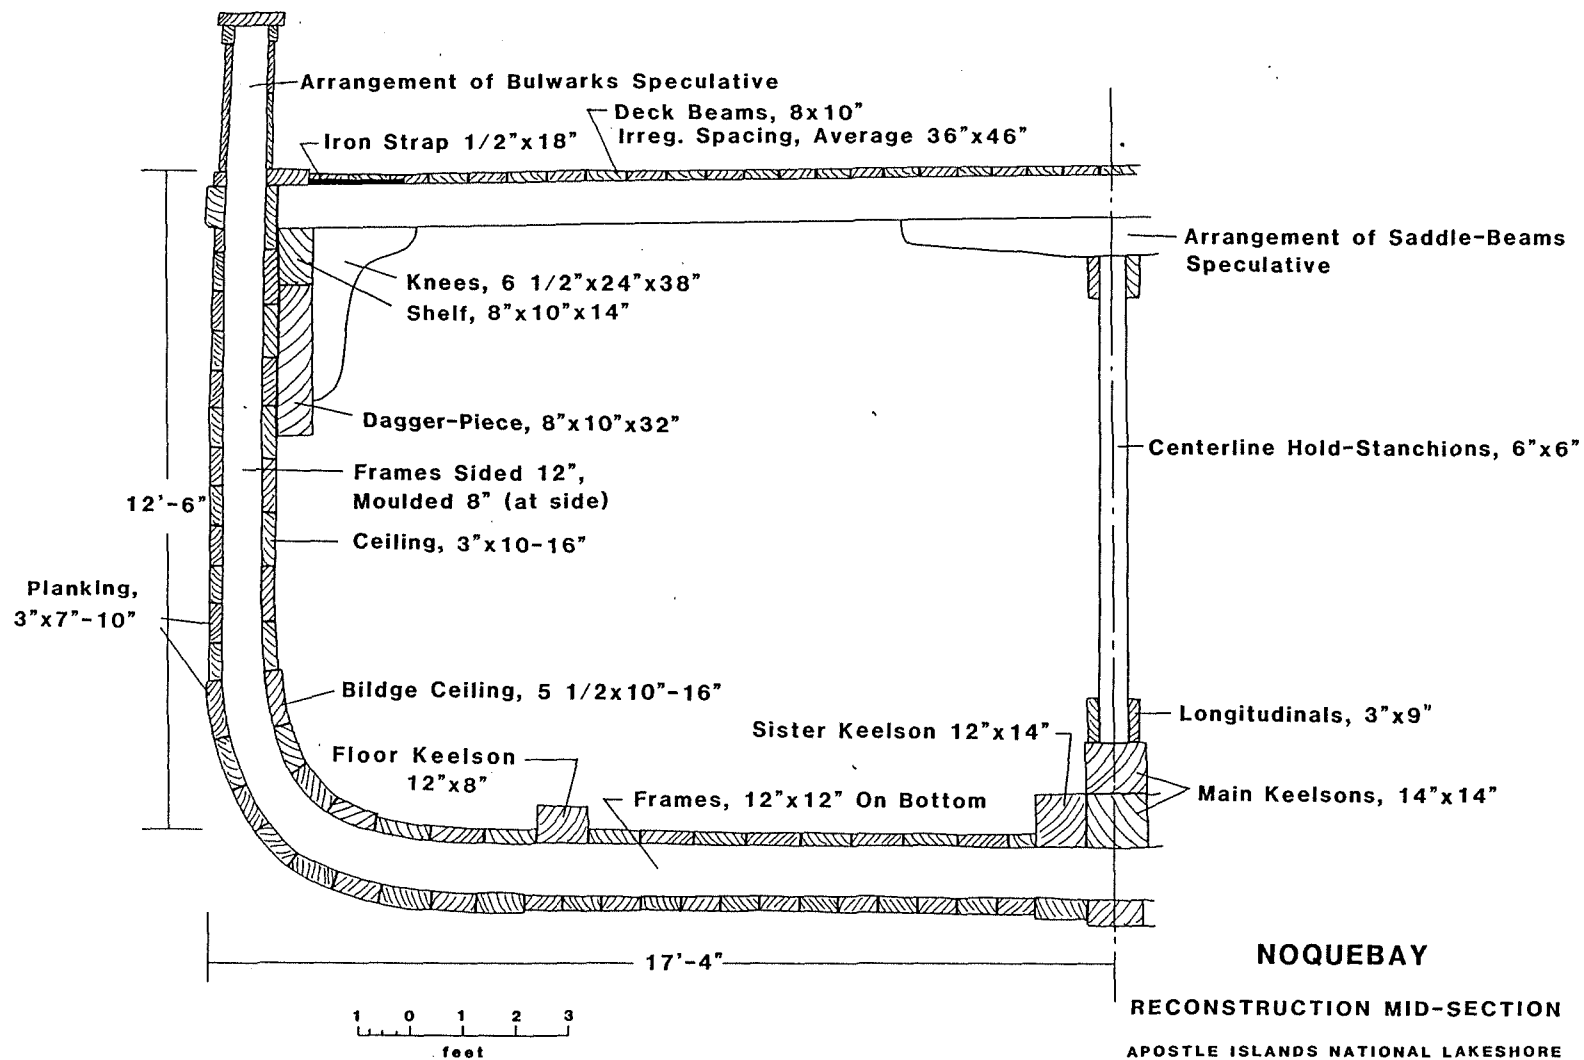 Arrangement of Bulwarks Speculative
Deck Beams, 8x10"
Irreg. Spacing, Average 36"x46"
Iron Strap 1/2"x18"
Arrangement of Saddle-Beams
Speculative
Knees, 6 1/2"x24"x38"
Shelf, 8"x10"x14"
Dagger-Piece, 8"x10"x32"
Centerline Hold-Stanchions, 6"x6"
Frames Sided 12",
Moulded 8" (at side)
12'-6"
Ceiling, 3"x10-16"
Planking,
3"x7"-10"
Bildge Ceiling, 5 1/2x10"-16"
Longitudinals, 3"x9"
Sister Keelson 12"x14"
Floor Keelson
12"x8"
Frames, 12"x12" On Bottom
Main Keelsons, 14"x14"
17'-4"
NOQUEBAY
RECONSTRUCTION MID-SECTION
APOSTLE ISLANDS NATIONAL LAKESHORE
1 0 1 2 3
feet